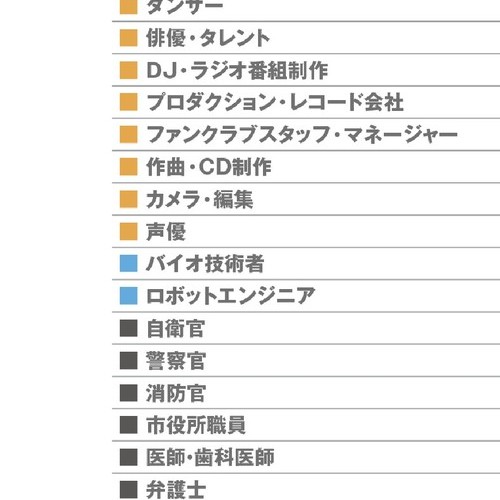 ダンサー
俳優・タレント
DJ・ラジオ番組制作
プロダクション・レコード会社
ファンクラブスタッフ・マネージャー
作曲・CD制作
カメラ・編集
声優
バイオ技術者
ロボットエンジニア
自衛官
警察官
消防官
市役所職員
医師・歯科医師
弁護士